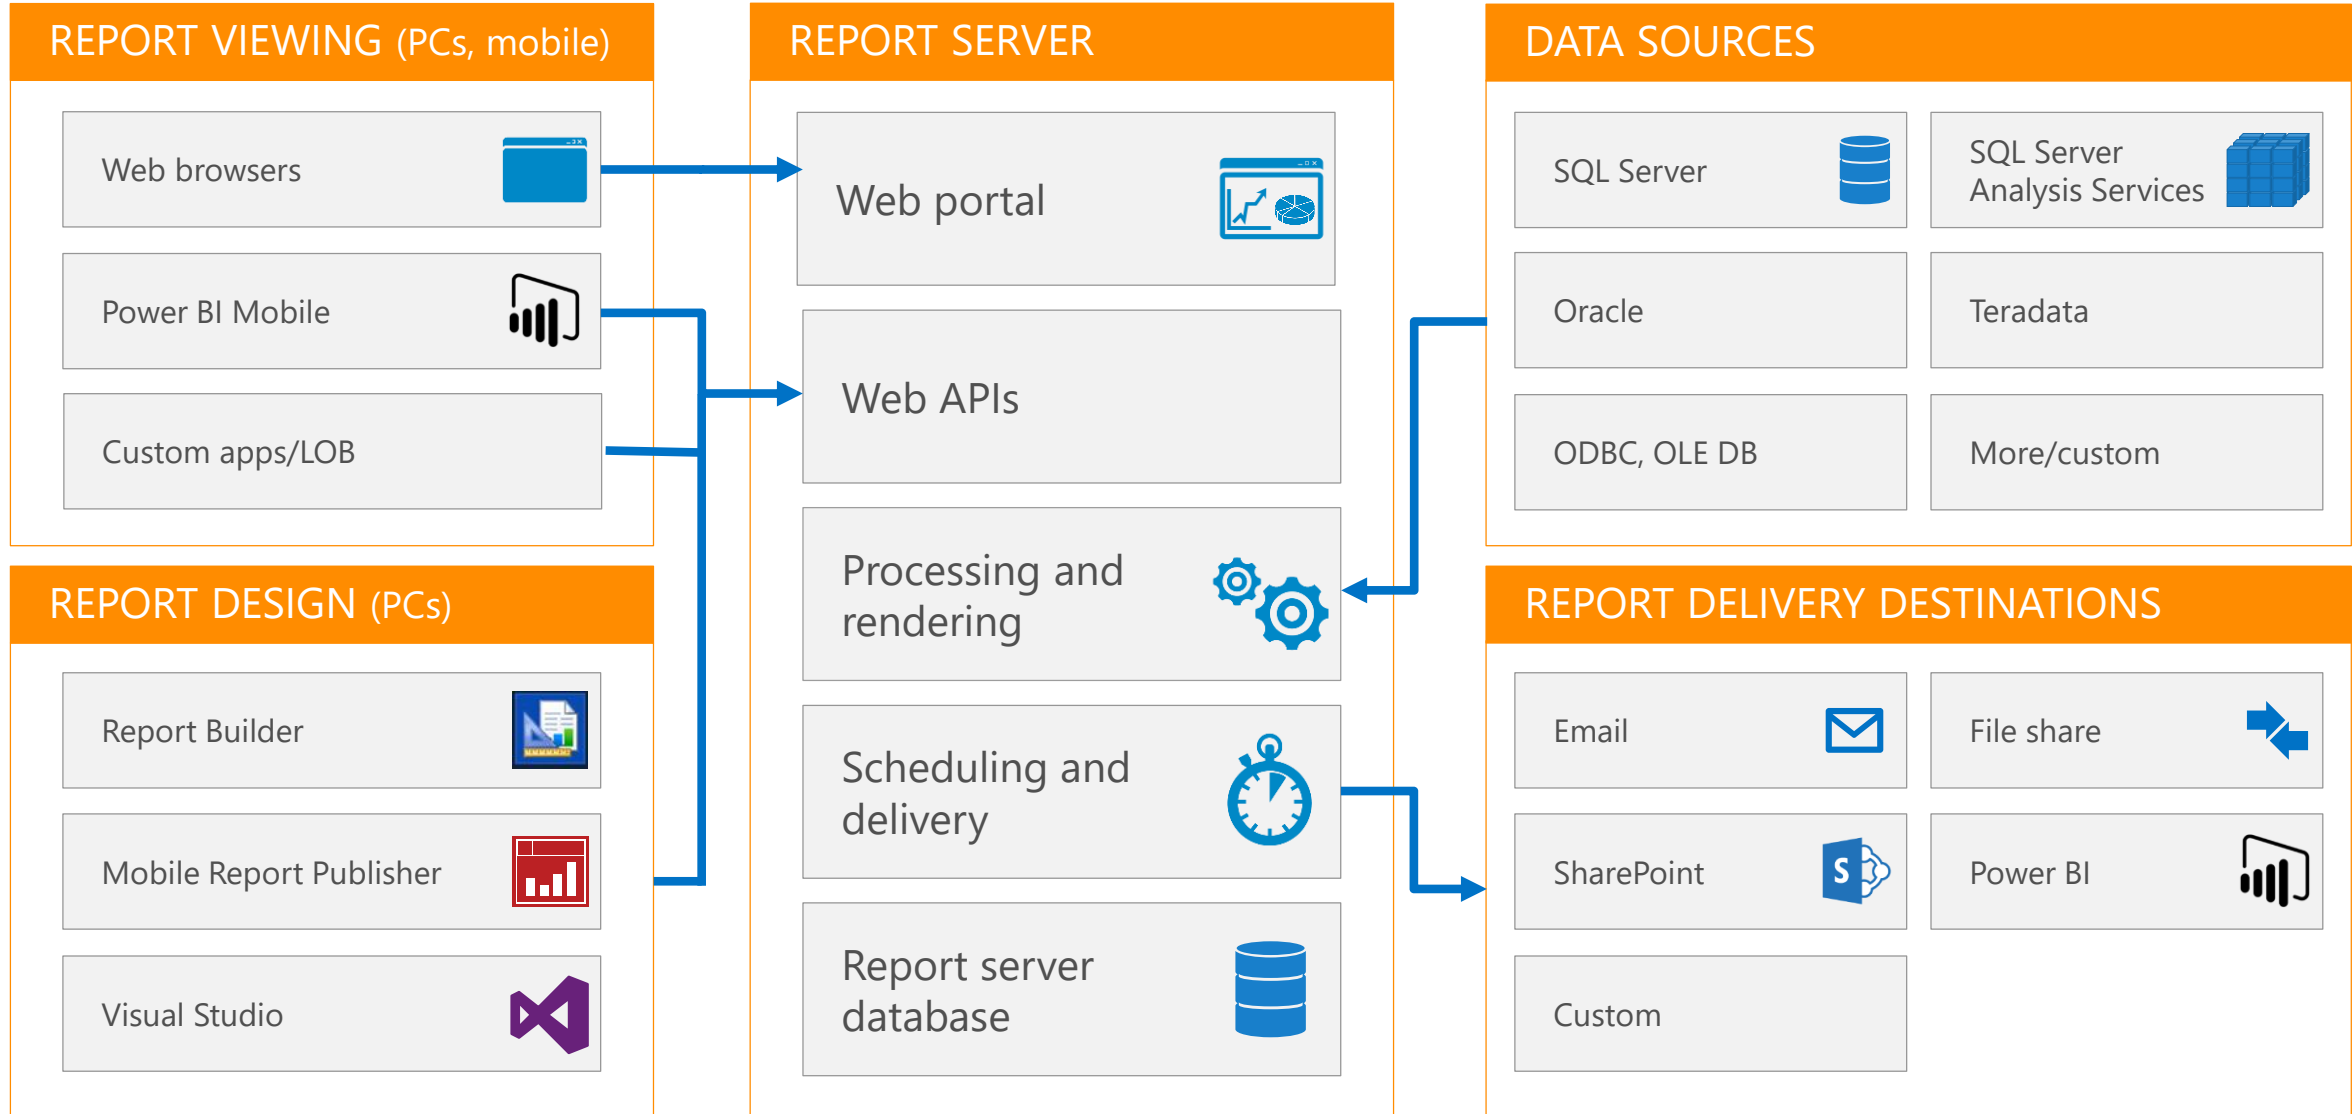 REPORT VIEWING (PCs, mobile)
Web browsers
Power BI Mobile
Custom apps/LOB
REPORT DESIGN (PCs)
Report Builder
Mobile Report Publisher
Visual Studio
REPORT SERVER
Web portal
Web APIs
Processing and
rendering
Scheduling and
delivery
Report server
database
DATA SOURCES
SQL Server
SQL Server
Analysis Services
Oracle
Teradata
ODBC, OLE DB
More/custom
REPORT DELIVERY DESTINATIONS
Email
File share
SharePoint
S
Power BI
Custom